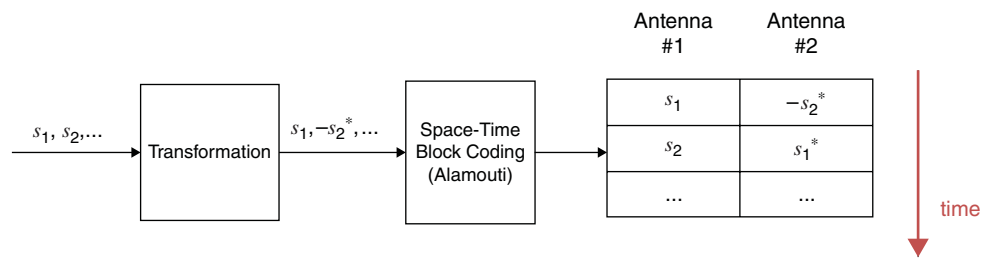 Antenna #1
Antenna #2
s₁, s₂,...
Transformation
s₁,−s₂*, ...
Space-Time
Block Coding
(Alamouti)
s₁
−s₂*
s₂
s₁*
...
...
time